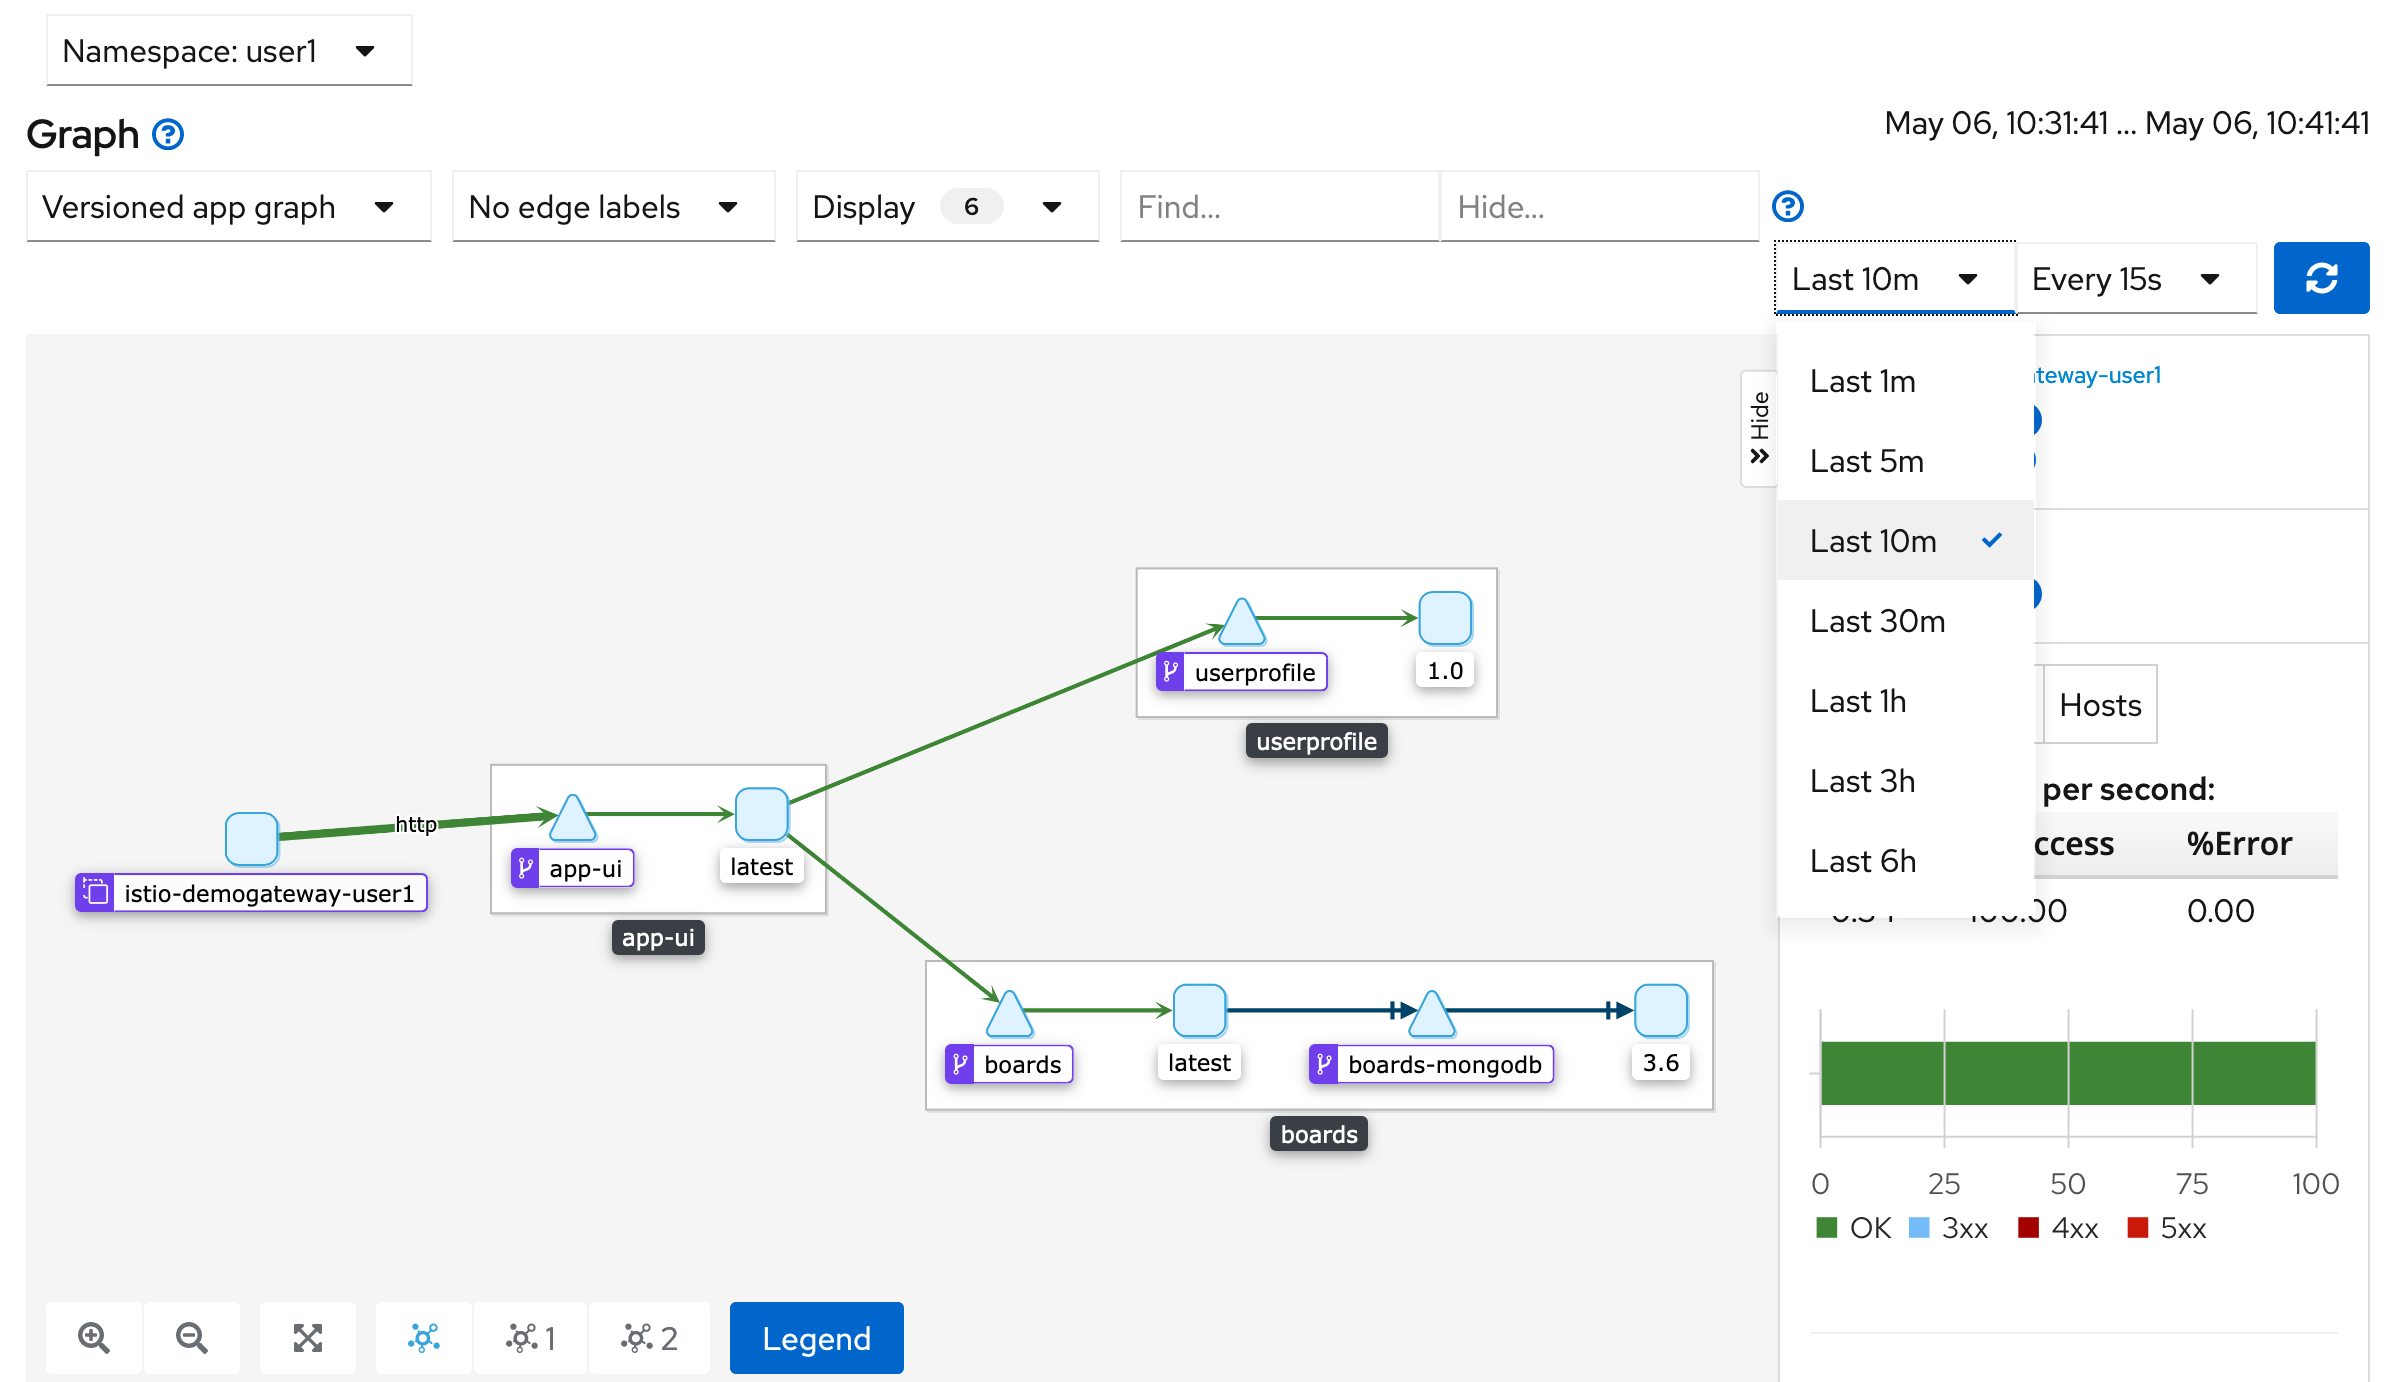 Namespace: user1
Graph
May 06, 10:31:41 ... May 06, 10:41:41
Versioned app graph
No edge labels
Display 6
Find...
Hide...
Last 10m
Every 15s
Hide
Last 1m
Last 5m
Last 10m
Last 30m
Last 1h
Last 3h
Last 6h
teway-user1
Hosts
per second:
ccess %Error
0.00
userprofile
1.0
userprofile
http
istio-demogateway-user1
app-ui
latest
app-ui
boards
latest
boards-mongodb
3.6
boards
0 25 50 75 100
OK 3xx 4xx 5xx
1
2
Legend